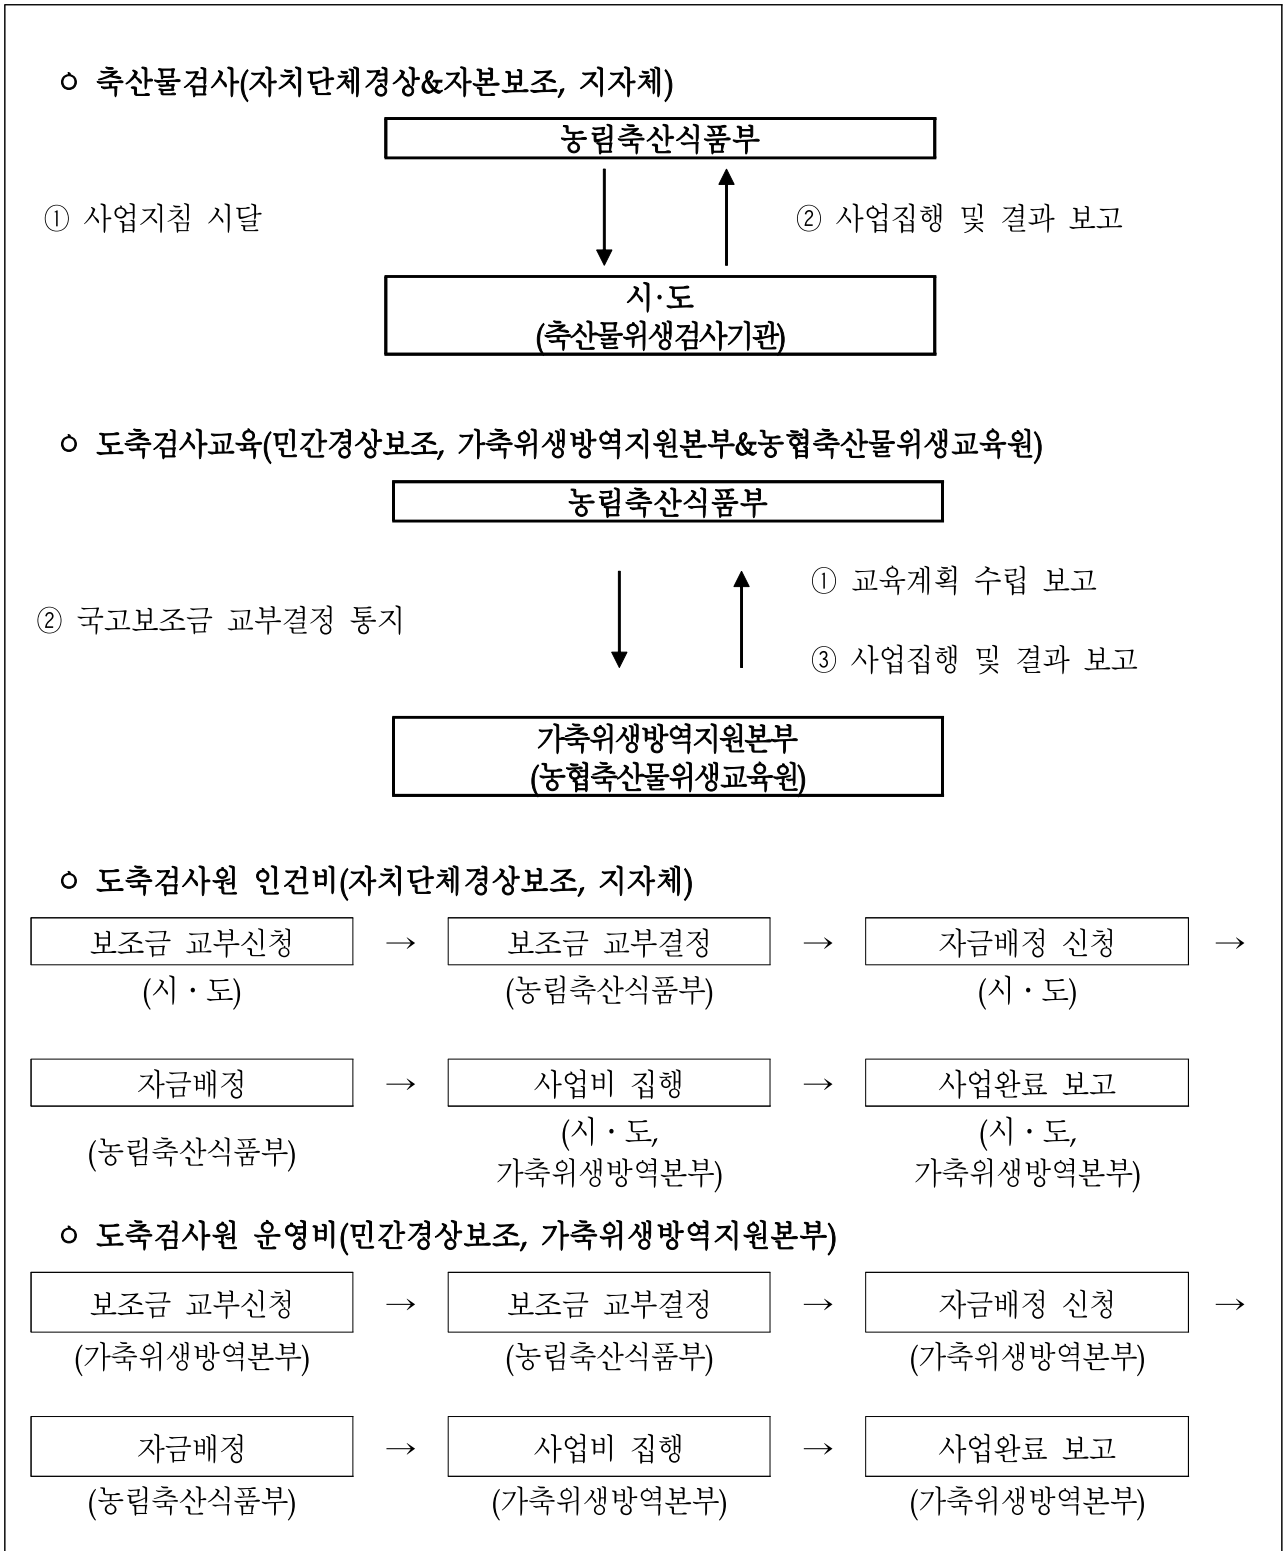 ㅇ 축산물검사(자치단체경상&자본보조, 지자체)
농림축산식품부
① 사업지침 시달
② 사업집행 및 결과 보고
시·도
(축산물위생검사기관)
ㅇ 도축검사교육(민간경상보조, 가축위생방역지원본부&농협축산물위생교육원)
농림축산식품부
① 교육계획 수립 보고
② 국고보조금 교부결정 통지
③ 사업집행 및 결과 보고
가축위생방역지원본부
(농협축산물위생교육원)
ㅇ 도축검사원 인건비(자치단체경상보조, 지자체)
보조금 교부신청 → 보조금 교부결정 → 자금배정 신청 →
(시·도) (농림축산식품부) (시·도)
자금배정 → 사업비 집행 → 사업완료 보고
(농림축산식품부) (시·도, (시·도,
가축위생방역본부) 가축위생방역본부)
ㅇ 도축검사원 운영비(민간경상보조, 가축위생방역지원본부)
보조금 교부신청 → 보조금 교부결정 → 자금배정 신청 →
(가축위생방역본부) (농림축산식품부) (가축위생방역본부)
자금배정 → 사업비 집행 → 사업완료 보고
(농림축산식품부) (가축위생방역본부) (가축위생방역본부)